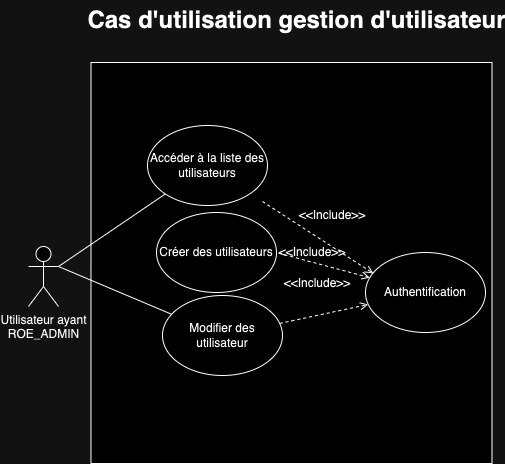 Cas d'utilisation gestion d'utilisateur
Accéder à la liste des
utilisateurs
<<Include>>
Créer des utilisateurs
<<Include>>
<<Include>>
Authentification
Utilisateur ayant
ROE_ADMIN
Modifier des
utilisateur